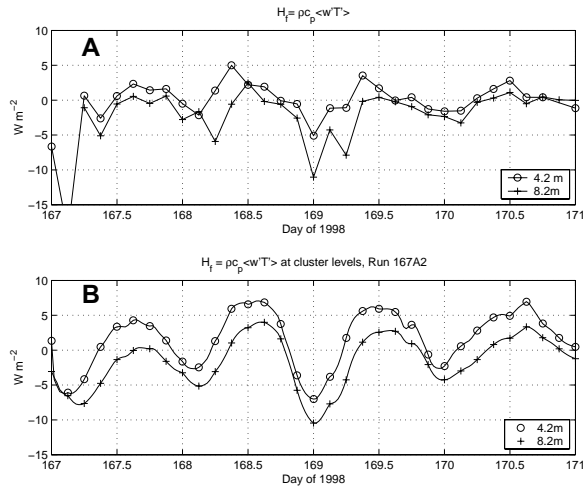 H_f= ρc_p<w'T'>
A
W m−2
10
5
0
−5
−10
−15
167 167.5 168 168.5 169 169.5 170 170.5 171
Day of 1998
4.2 m
8.2m
H_f = ρc_p<w'T'> at cluster levels, Run 167A2
B
W m−2
10
5
0
−5
−10
−15
167 167.5 168 168.5 169 169.5 170 170.5 171
Day of 1998
4.2m
8.2m